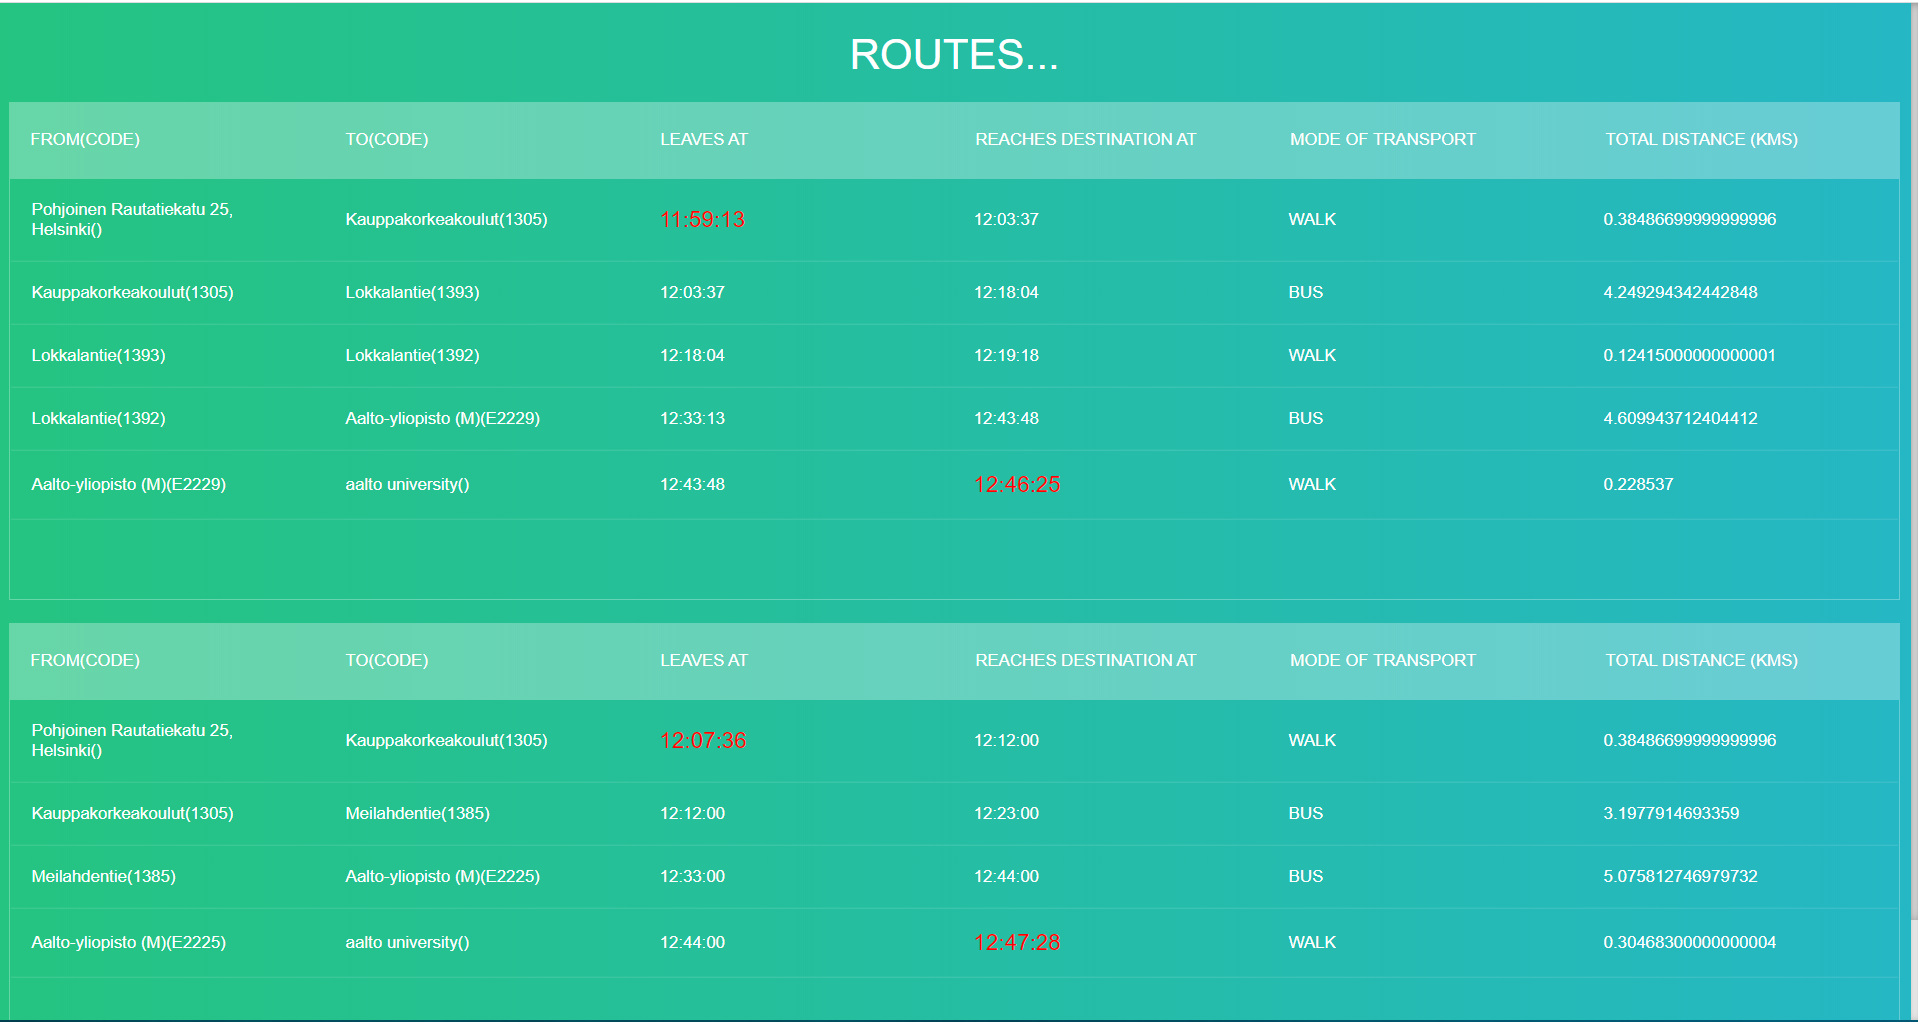 ROUTES...
FROM(CODE) TO(CODE) LEAVES AT REACHES DESTINATION AT MODE OF TRANSPORT TOTAL DISTANCE (KMS)
Pohjoinen Rautatiekatu 25,
Helsinki() Kauppakorkeakoulut(1305) 11:59:13 12:03:37 WALK 0.38486699999999996
Kauppakorkeakoulut(1305) Lokkalantie(1393) 12:03:37 12:18:04 BUS 4.249294342442848
Lokkalantie(1393) Lokkalantie(1392) 12:18:04 12:19:18 WALK 0.12415000000000001
Lokkalantie(1392) Aalto-yliopisto (M)(E2229) 12:33:13 12:43:48 BUS 4.609943712404412
Aalto-yliopisto (M)(E2229) aalto university() 12:43:48 12:46:25 WALK 0.228537
FROM(CODE) TO(CODE) LEAVES AT REACHES DESTINATION AT MODE OF TRANSPORT TOTAL DISTANCE (KMS)
Pohjoinen Rautatiekatu 25,
Helsinki() Kauppakorkeakoulut(1305) 12:07:36 12:12:00 WALK 0.38486699999999996
Kauppakorkeakoulut(1305) Meilahdentie(1385) 12:12:00 12:23:00 BUS 3.1977914693359
Meilahdentie(1385) Aalto-yliopisto (M)(E2225) 12:33:00 12:44:00 BUS 5.075812746979732
Aalto-yliopisto (M)(E2225) aalto university() 12:44:00 12:47:28 WALK 0.30468300000000004